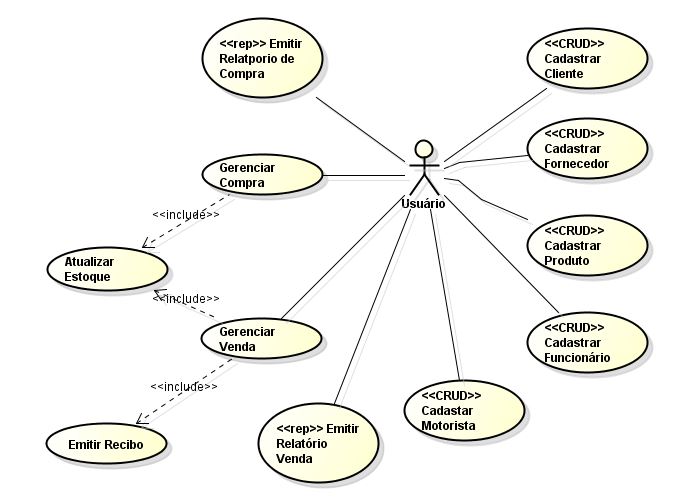 <<rep>> Emitir
Relatporio de
Compra
<<CRUD>>
Cadastrar
Cliente
<<CRUD>>
Cadastrar
Fornecedor
Gerenciar
Compra
Usuário
<<include>>
<<CRUD>>
Cadastrar
Produto
Atualizar
Estoque
<<include>>
Gerenciar
Venda
<<CRUD>>
Cadastrar
Funcionário
<<include>>
<<CRUD>>
Cadastar
Motorista
Emitir Recibo
<<rep>> Emitir
Relatório
Venda